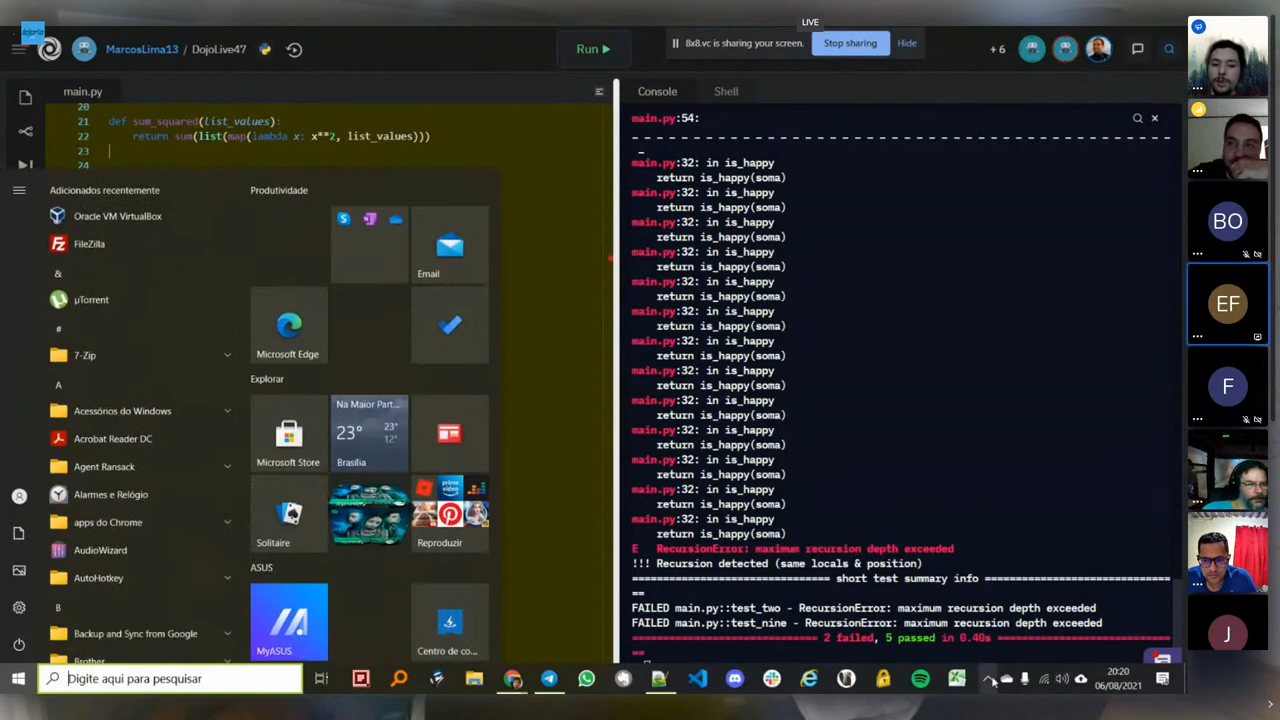 LIVE
dojorio
MarcosLima13 / DojoLive47
Run
8x8.vc is sharing your screen.
Stop sharing
Hide
+ 6
main.py
20
21 def sum_squared(list_values):
22 return sum(list(map(lambda x: x**2, list_values)))
23
24
Console
Shell
main.py:54:
- - - - - - - - - - - - - - - - - - - - - - - - - - - - - - - - - - - - - - - -
_
main.py:32: in is_happy
return is_happy(soma)
main.py:32: in is_happy
return is_happy(soma)
main.py:32: in is_happy
return is_happy(soma)
main.py:32: in is_happy
return is_happy(soma)
main.py:32: in is_happy
return is_happy(soma)
main.py:32: in is_happy
return is_happy(soma)
main.py:32: in is_happy
return is_happy(soma)
main.py:32: in is_happy
return is_happy(soma)
main.py:32: in is_happy
return is_happy(soma)
main.py:32: in is_happy
return is_happy(soma)
main.py:32: in is_happy
return is_happy(soma)
main.py:32: in is_happy
return is_happy(soma)
main.py:32: in is_happy
return is_happy(soma)
E RecursionError: maximum recursion depth exceeded
!!! Recursion detected (same locals & position)
=========================== short test summary info ===========================
==
FAILED main.py::test_two - RecursionError: maximum recursion depth exceeded
FAILED main.py::test_nine - RecursionError: maximum recursion depth exceeded
========================= 2 failed, 5 passed in 0.40s =========================
==
Adicionados recentemente
Oracle VM VirtualBox
FileZilla
&
µTorrent
#
7-Zip
A
Acessórios do Windows
Acrobat Reader DC
Agent Ransack
Alarmes e Relógio
apps do Chrome
AudioWizard
AutoHotkey
B
Backup and Sync from Google
Brother
Produtividade
Email
Microsoft Edge
Explorar
Microsoft Store
Na Maior Part...
23° 23°
12°
Brasília
Solitaire
prime video
Reproduzir
ASUS
MyASUS
Centro de co...
Digite aqui para pesquisar
20:20
06/08/2021
BO
EF
F
J